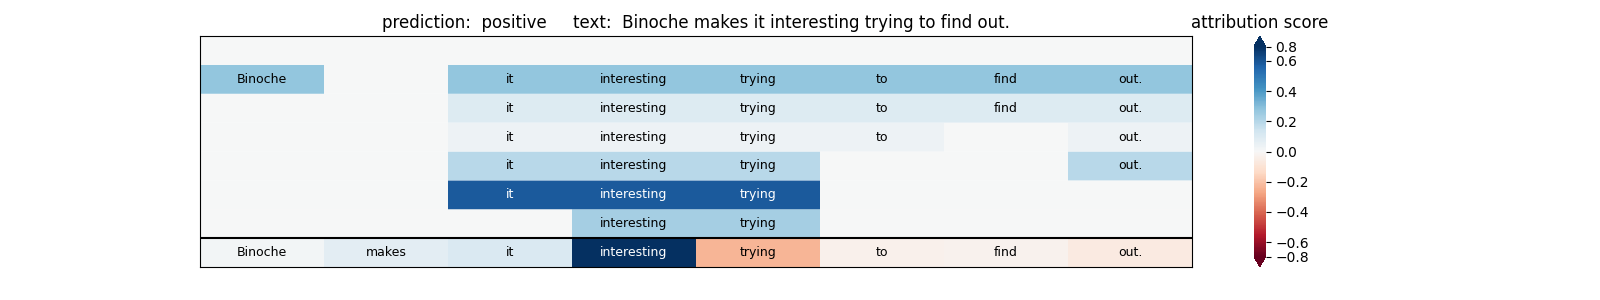 prediction:  positive     text:  Binoche makes it interesting trying to find out.
attribution score
Binoche it interesting trying to find out.
it interesting trying to find out.
it interesting trying to out.
it interesting trying out.
it interesting trying
interesting trying
Binoche makes it interesting trying to find out.
0.8
0.6
0.4
0.2
0.0
−0.2
−0.4
−0.6
−0.8